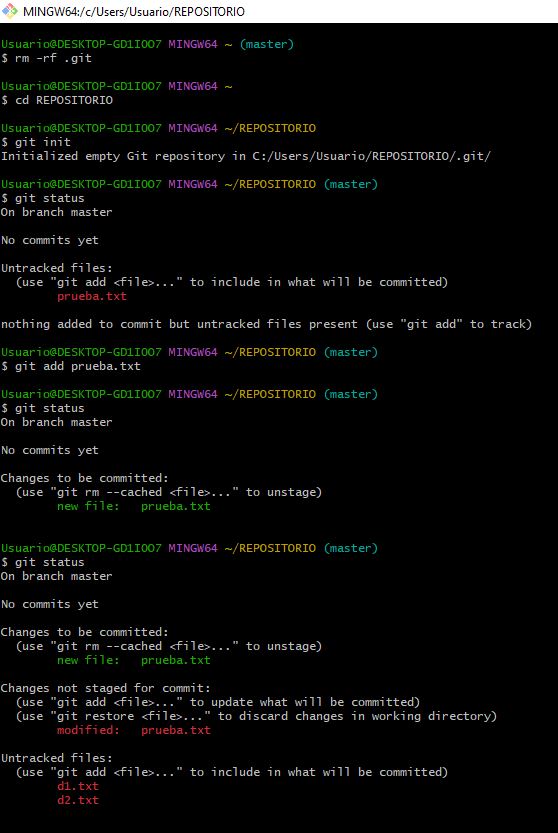 MINGW64:/c/Users/Usuario/REPOSITORIO
Usuario@DESKTOP-GD1IOO7 MINGW64 ~ (master)
$ rm -rf .git
Usuario@DESKTOP-GD1IOO7 MINGW64 ~
$ cd REPOSITORIO
Usuario@DESKTOP-GD1IOO7 MINGW64 ~/REPOSITORIO
$ git init
Initialized empty Git repository in C:/Users/Usuario/REPOSITORIO/.git/
Usuario@DESKTOP-GD1IOO7 MINGW64 ~/REPOSITORIO (master)
$ git status
On branch master
No commits yet
Untracked files:
  (use "git add <file>..." to include in what will be committed)
        prueba.txt
nothing added to commit but untracked files present (use "git add" to track)
Usuario@DESKTOP-GD1IOO7 MINGW64 ~/REPOSITORIO (master)
$ git add prueba.txt
Usuario@DESKTOP-GD1IOO7 MINGW64 ~/REPOSITORIO (master)
$ git status
On branch master
No commits yet
Changes to be committed:
  (use "git rm --cached <file>..." to unstage)
        new file:   prueba.txt
Usuario@DESKTOP-GD1IOO7 MINGW64 ~/REPOSITORIO (master)
$ git status
On branch master
No commits yet
Changes to be committed:
  (use "git rm --cached <file>..." to unstage)
        new file:   prueba.txt
Changes not staged for commit:
  (use "git add <file>..." to update what will be committed)
  (use "git restore <file>..." to discard changes in working directory)
        modified:   prueba.txt
Untracked files:
  (use "git add <file>..." to include in what will be committed)
        d1.txt
        d2.txt